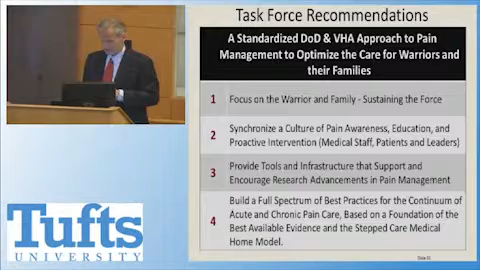 Task Force Recommendations
A Standardized DoD & VHA Approach to Pain
Management to Optimize the Care for Warriors and
their Families
1 Focus on the Warrior and Family - Sustaining the Force
2 Synchronize a Culture of Pain Awareness, Education, and
Proactive Intervention (Medical Staff, Patients and Leaders)
3 Provide Tools and Infrastructure that Support and
Encourage Research Advancements in Pain Management
4 Build a Full Spectrum of Best Practices for the Continuum of
Acute and Chronic Pain Care, Based on a Foundation of the
Best Available Evidence and the Stepped Care Medical
Home Model.
Tufts
UNIVERSITY